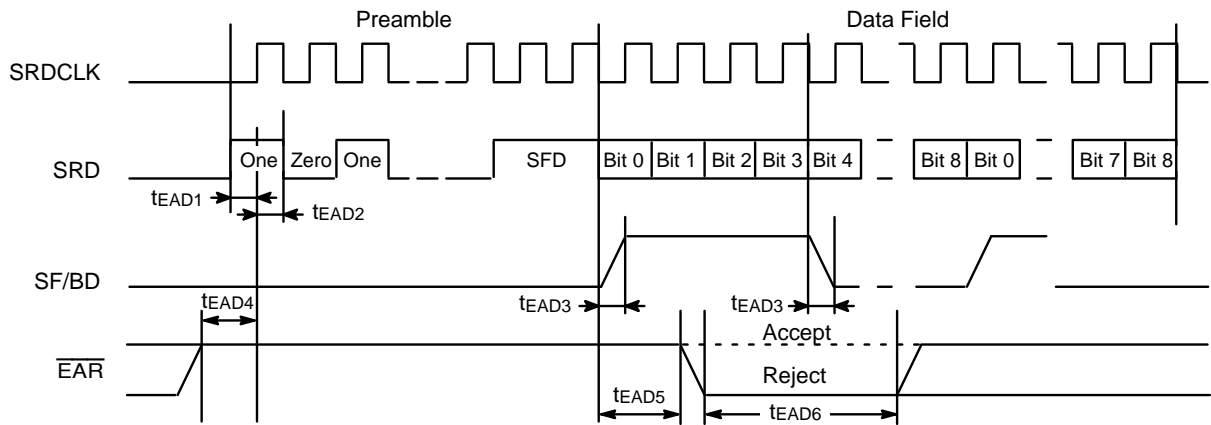 Preamble
Data Field
SRDCLK
SRD
One
Zero
One
SFD
Bit 0
Bit 1
Bit 2
Bit 3
Bit 4
Bit 8
Bit 0
Bit 7
Bit 8
tEAD1
tEAD2
SF/BD
tEAD4
tEAD3
tEAD3
Accept
EAR
Reject
tEAD5
tEAD6